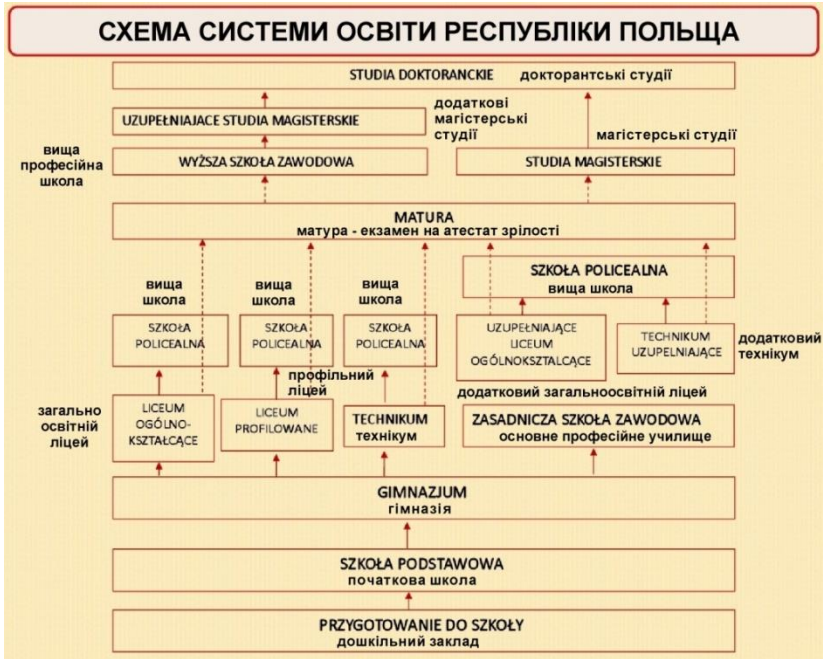 СХЕМА СИСТЕМИ ОСВІТИ РЕСПУБЛІКИ ПОЛЬЩА
STUDIA DOKTORANCKIE докторантські студії
UZUPEŁNIAJACE STUDIA MAGISTERSKIE
додаткові
магістерські
студії
магістерські студії
вища
професійна
школа
WYŻSZA SZKOŁA ZAWODOWA
STUDIA MAGISTERSKIE
MATURA
матура - екзамен на атестат зрілості
вища
школа
вища
школа
вища
школа
SZKOŁA POLICEALNA
вища школа
SZKOŁA
POLICEALNA
SZKOŁA
POLICEALNA
SZKOŁA
POLICEALNA
UZUPEŁNIAJĄCE
LICEUM
OGÓLNOKSZTALCĄCE
TECHNIKUM
UZUPELNIAJĄCE
додатковий
технікум
профільний
ліцей
додатковий загальноосвітній ліцей
загально
освітній
ліцей
LICEUM
OGÓLNO-
KSZTAŁCĄCE
LICEUM
PROFILOWANE
TECHNIKUM
технікум
ZASADNICZA SZKOŁA ZAWODOWA
основне професійне училище
GIMNAZJUM
гімназія
SZKOŁA PODSTAWOWA
початкова школа
PRZYGOTOWANIE DO SZKOŁY
дошкільний заклад